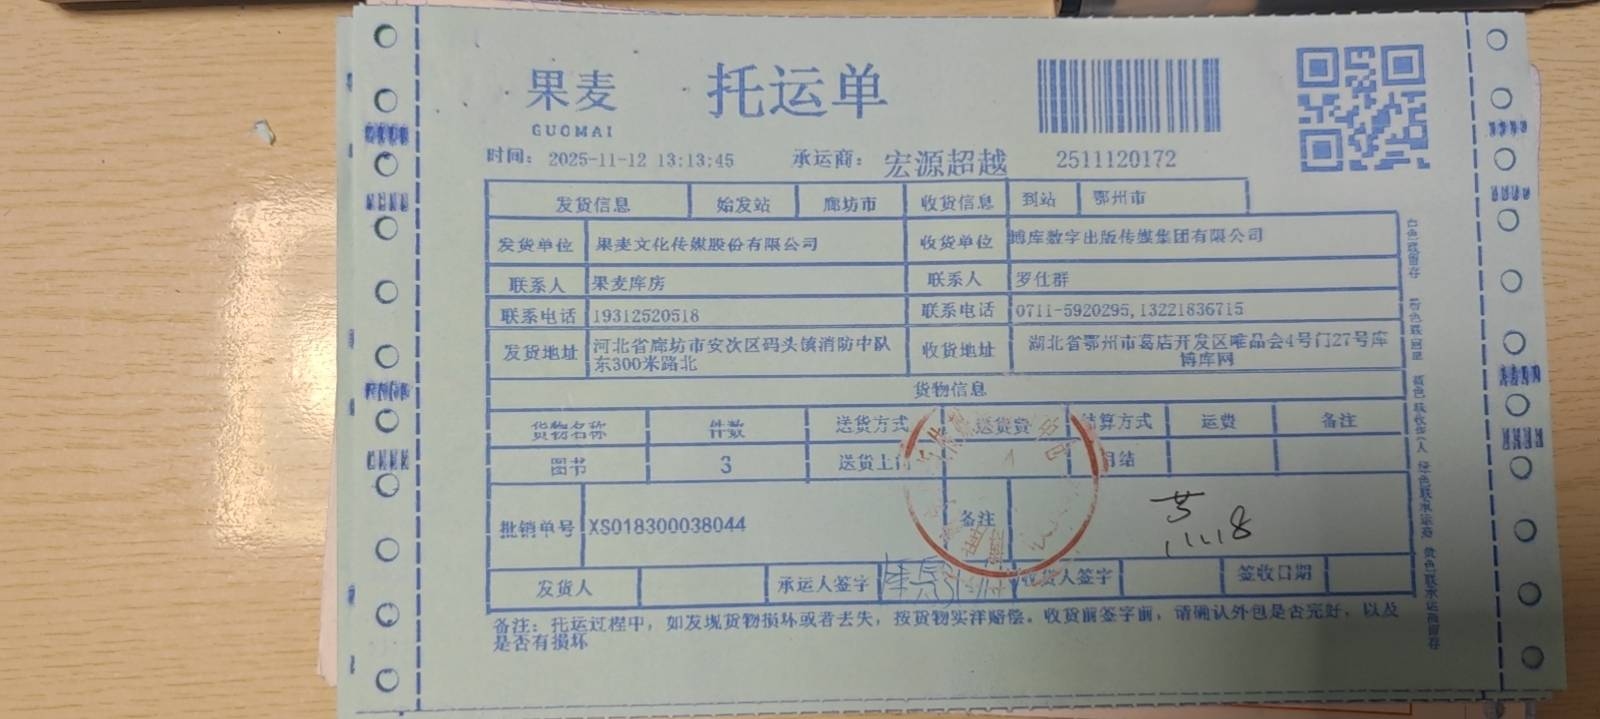 果麦
GUOMAI
托运单
时间: 2025-11-12 13:13:45 承运商: 宏源超越 2511120172
发货信息 始发站 廊坊市 收货信息 到站 鄂州市
发货单位 果麦文化传媒股份有限公司 收货单位 博库数字出版传媒集团有限公司
联系人 果麦库房 联系人 罗仕群
联系电话 19312520518 联系电话 0711-5920295,13221836715
发货地址 河北省廊坊市安次区码头镇消防中队东300米路北 收货地址 湖北省鄂州市葛店开发区唯品会4号门27号库博库网
货物信息
货物名称 件数 送货方式 送货费 结算方式 运费 备注
图书 3 送货上门 月结
批销单号 XS018300038044 备注
11.18
发货人 承运人签字 收货人签字 签收日期
备注: 托运过程中, 如发现货物损坏或者丢失, 按货物实洋赔偿。收货前签字前, 请确认外包是否完好, 以及
是否有损坏